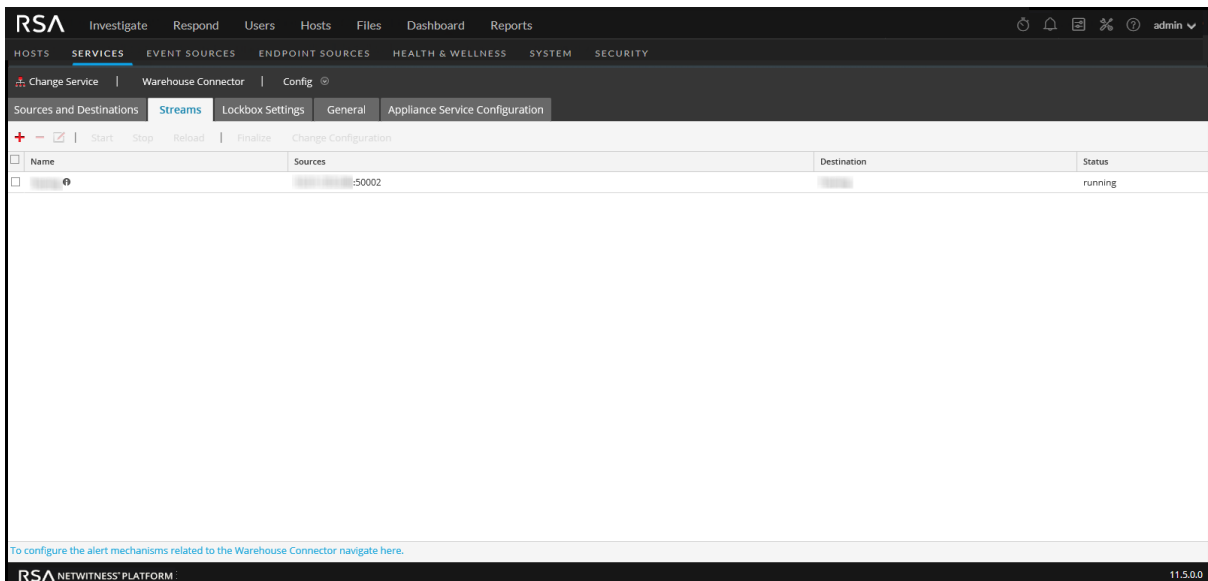 RSA Investigate Respond Users Hosts Files Dashboard Reports admin
HOSTS SERVICES EVENT SOURCES ENDPOINT SOURCES HEALTH & WELLNESS SYSTEM SECURITY
Change Service | Warehouse Connector | Config
Sources and Destinations Streams Lockbox Settings General Appliance Service Configuration
Start Stop Reload | Finalize Change Configuration
Name Sources Destination Status
:50002 running
To configure the alert mechanisms related to the Warehouse Connector navigate here.
RSA NETWITNESS® PLATFORM 11.5.0.0